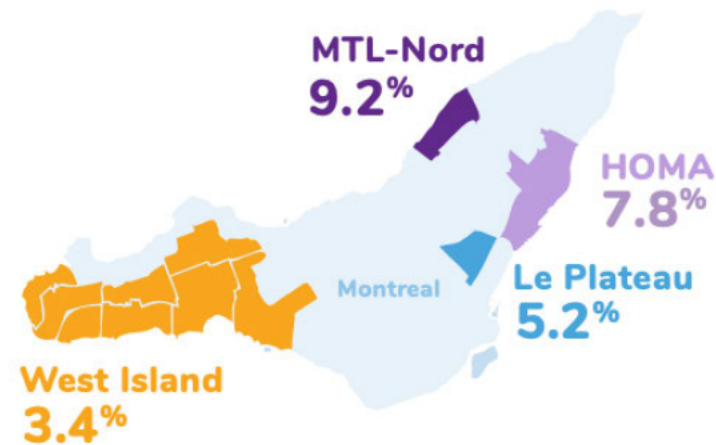 MTL-Nord
9.2%
HOMA
7.8%
Le Plateau
5.2%
Montreal
West Island
3.4%